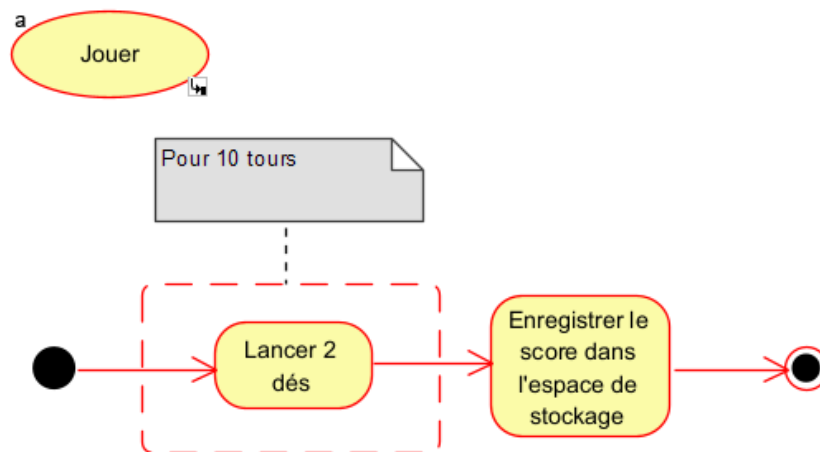 a
Jouer
Pour 10 tours
Lancer 2
dés
Enregistrer le
score dans
l'espace de
stockage